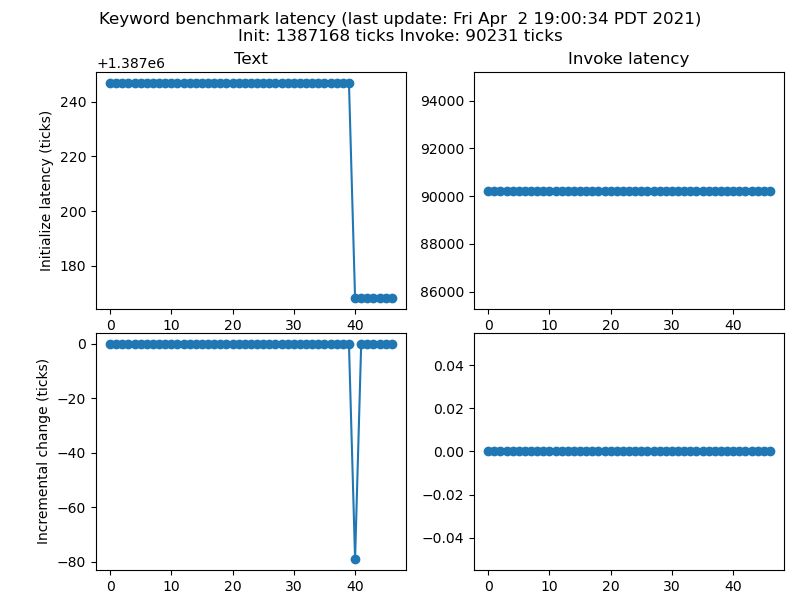 Keyword benchmark latency (last update: Fri Apr  2 19:00:34 PDT 2021)
Init: 1387168 ticks Invoke: 90231 ticks
Text
Invoke latency
+1.387e6
Initialize latency (ticks)
240
220
200
180
0 10 20 30 40
94000
92000
90000
88000
86000
0 10 20 30 40
Incremental change (ticks)
0
−20
−40
−60
−80
0 10 20 30 40
0.04
0.02
0.00
−0.02
−0.04
0 10 20 30 40